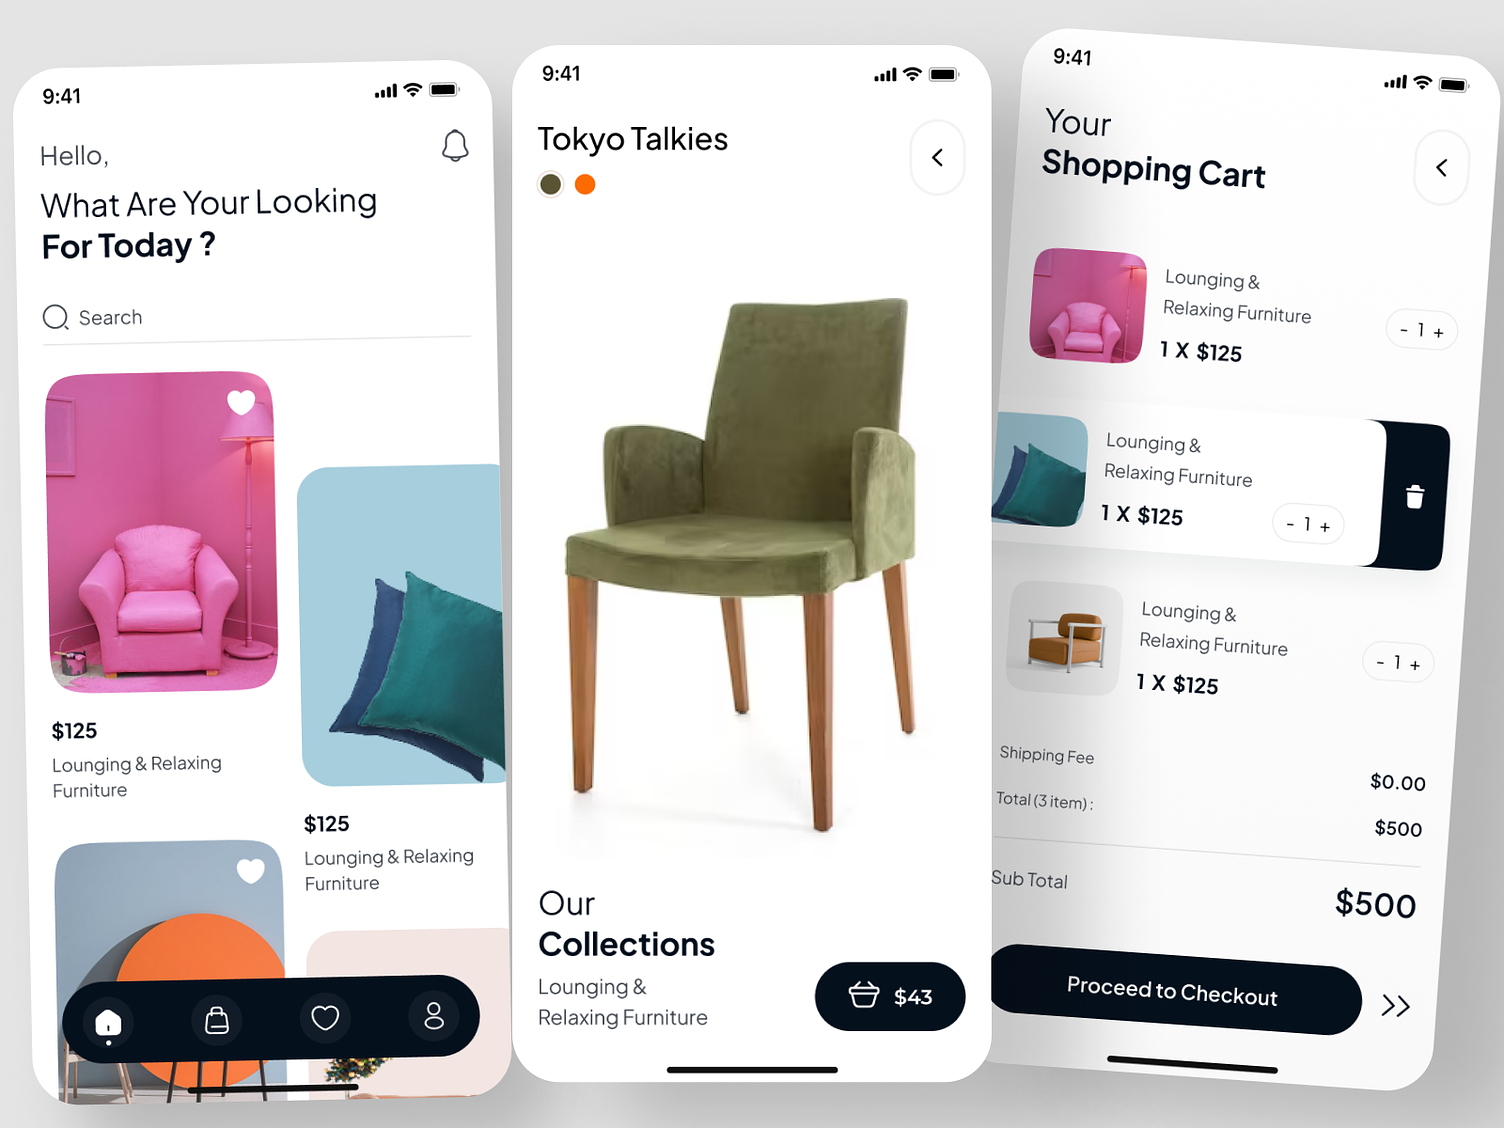 9:41
Hello,
What Are Your Looking
For Today ?
Search
$125
Lounging & Relaxing
Furniture
$125
Lounging & Relaxing
Furniture
9:41
Tokyo Talkies
Our
Collections
Lounging &
Relaxing Furniture
$43
9:41
Your
Shopping Cart
Lounging &
Relaxing Furniture
1 X $125
- 1 +
Lounging &
Relaxing Furniture
1 X $125
- 1 +
Lounging &
Relaxing Furniture
1 X $125
- 1 +
Shipping Fee
$0.00
Total (3 item) :
$500
Sub Total
$500
Proceed to Checkout